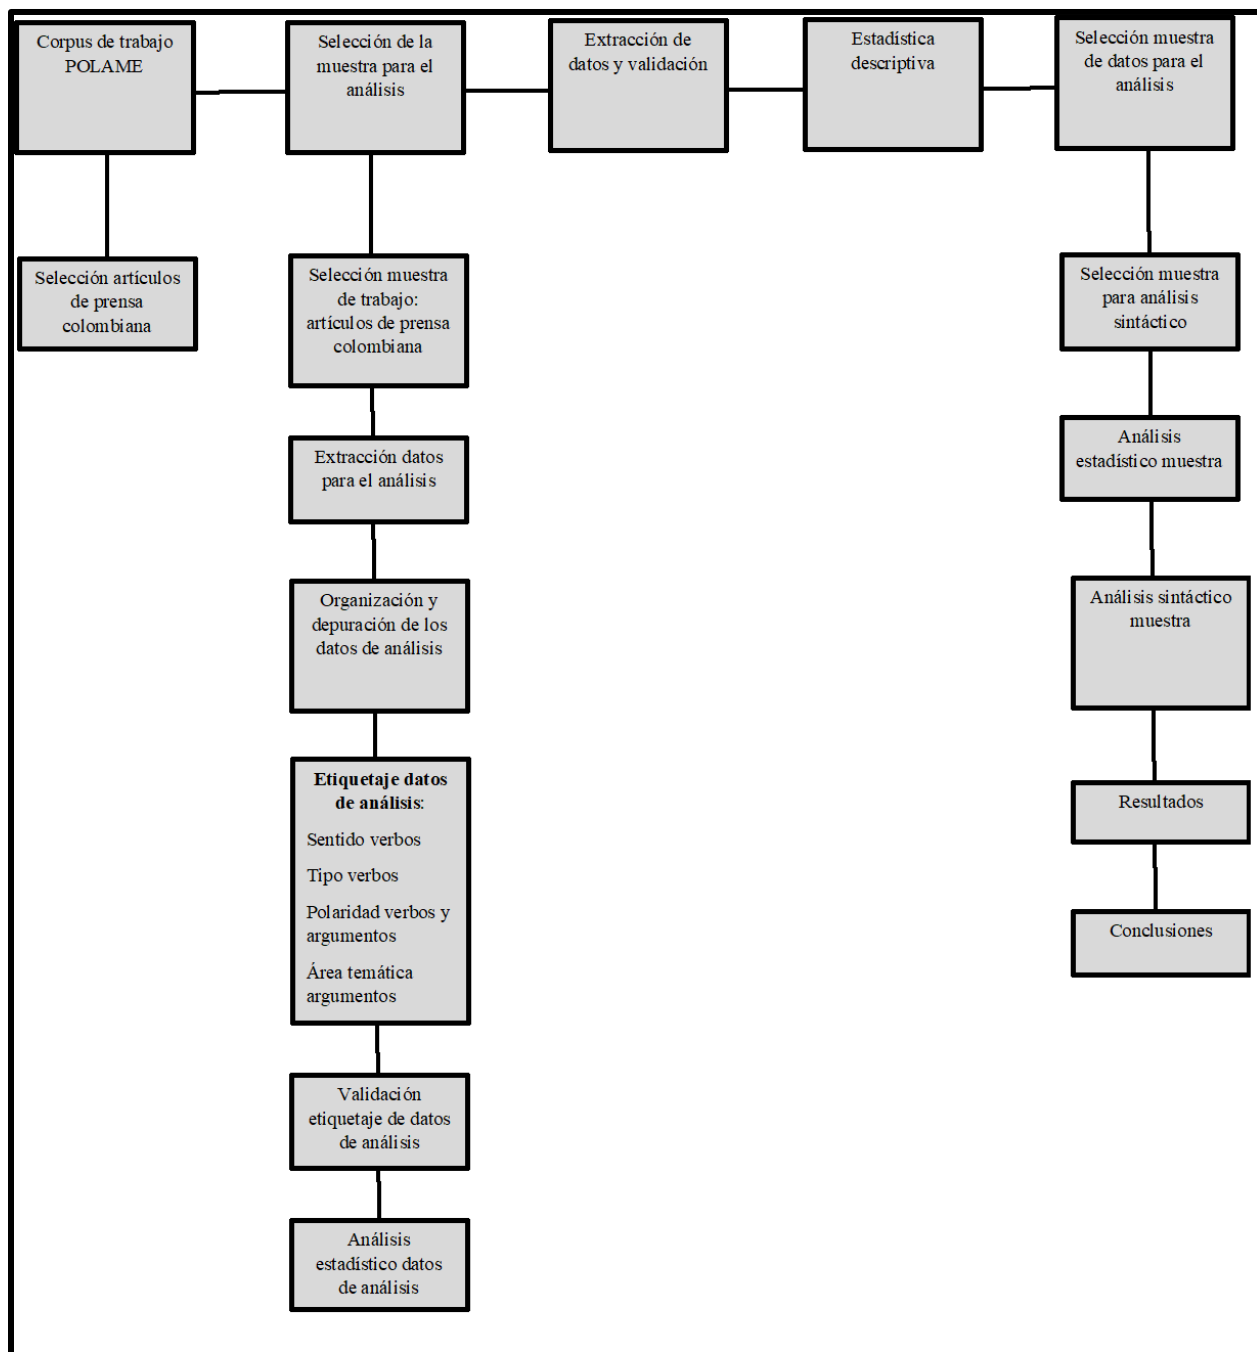 Corpus de trabajo
POLAME
Selección de la
muestra para el
análisis
Extracción de
datos y validación
Estadística
descriptiva
Selección muestra
de datos para el
análisis
Selección artículos
de prensa
colombiana
Selección muestra
de trabajo:
artículos de prensa
colombiana
Extracción datos
para el análisis
Organización y
depuración de los
datos de análisis
Etiquetaje datos
de análisis:
Sentido verbos
Tipo verbos
Polaridad verbos y
argumentos
Área temática
argumentos
Validación
etiquetaje de datos
de análisis
Análisis
estadístico datos
de análisis
Selección muestra
para análisis
sintáctico
Análisis
estadístico muestra
Análisis sintáctico
muestra
Resultados
Conclusiones